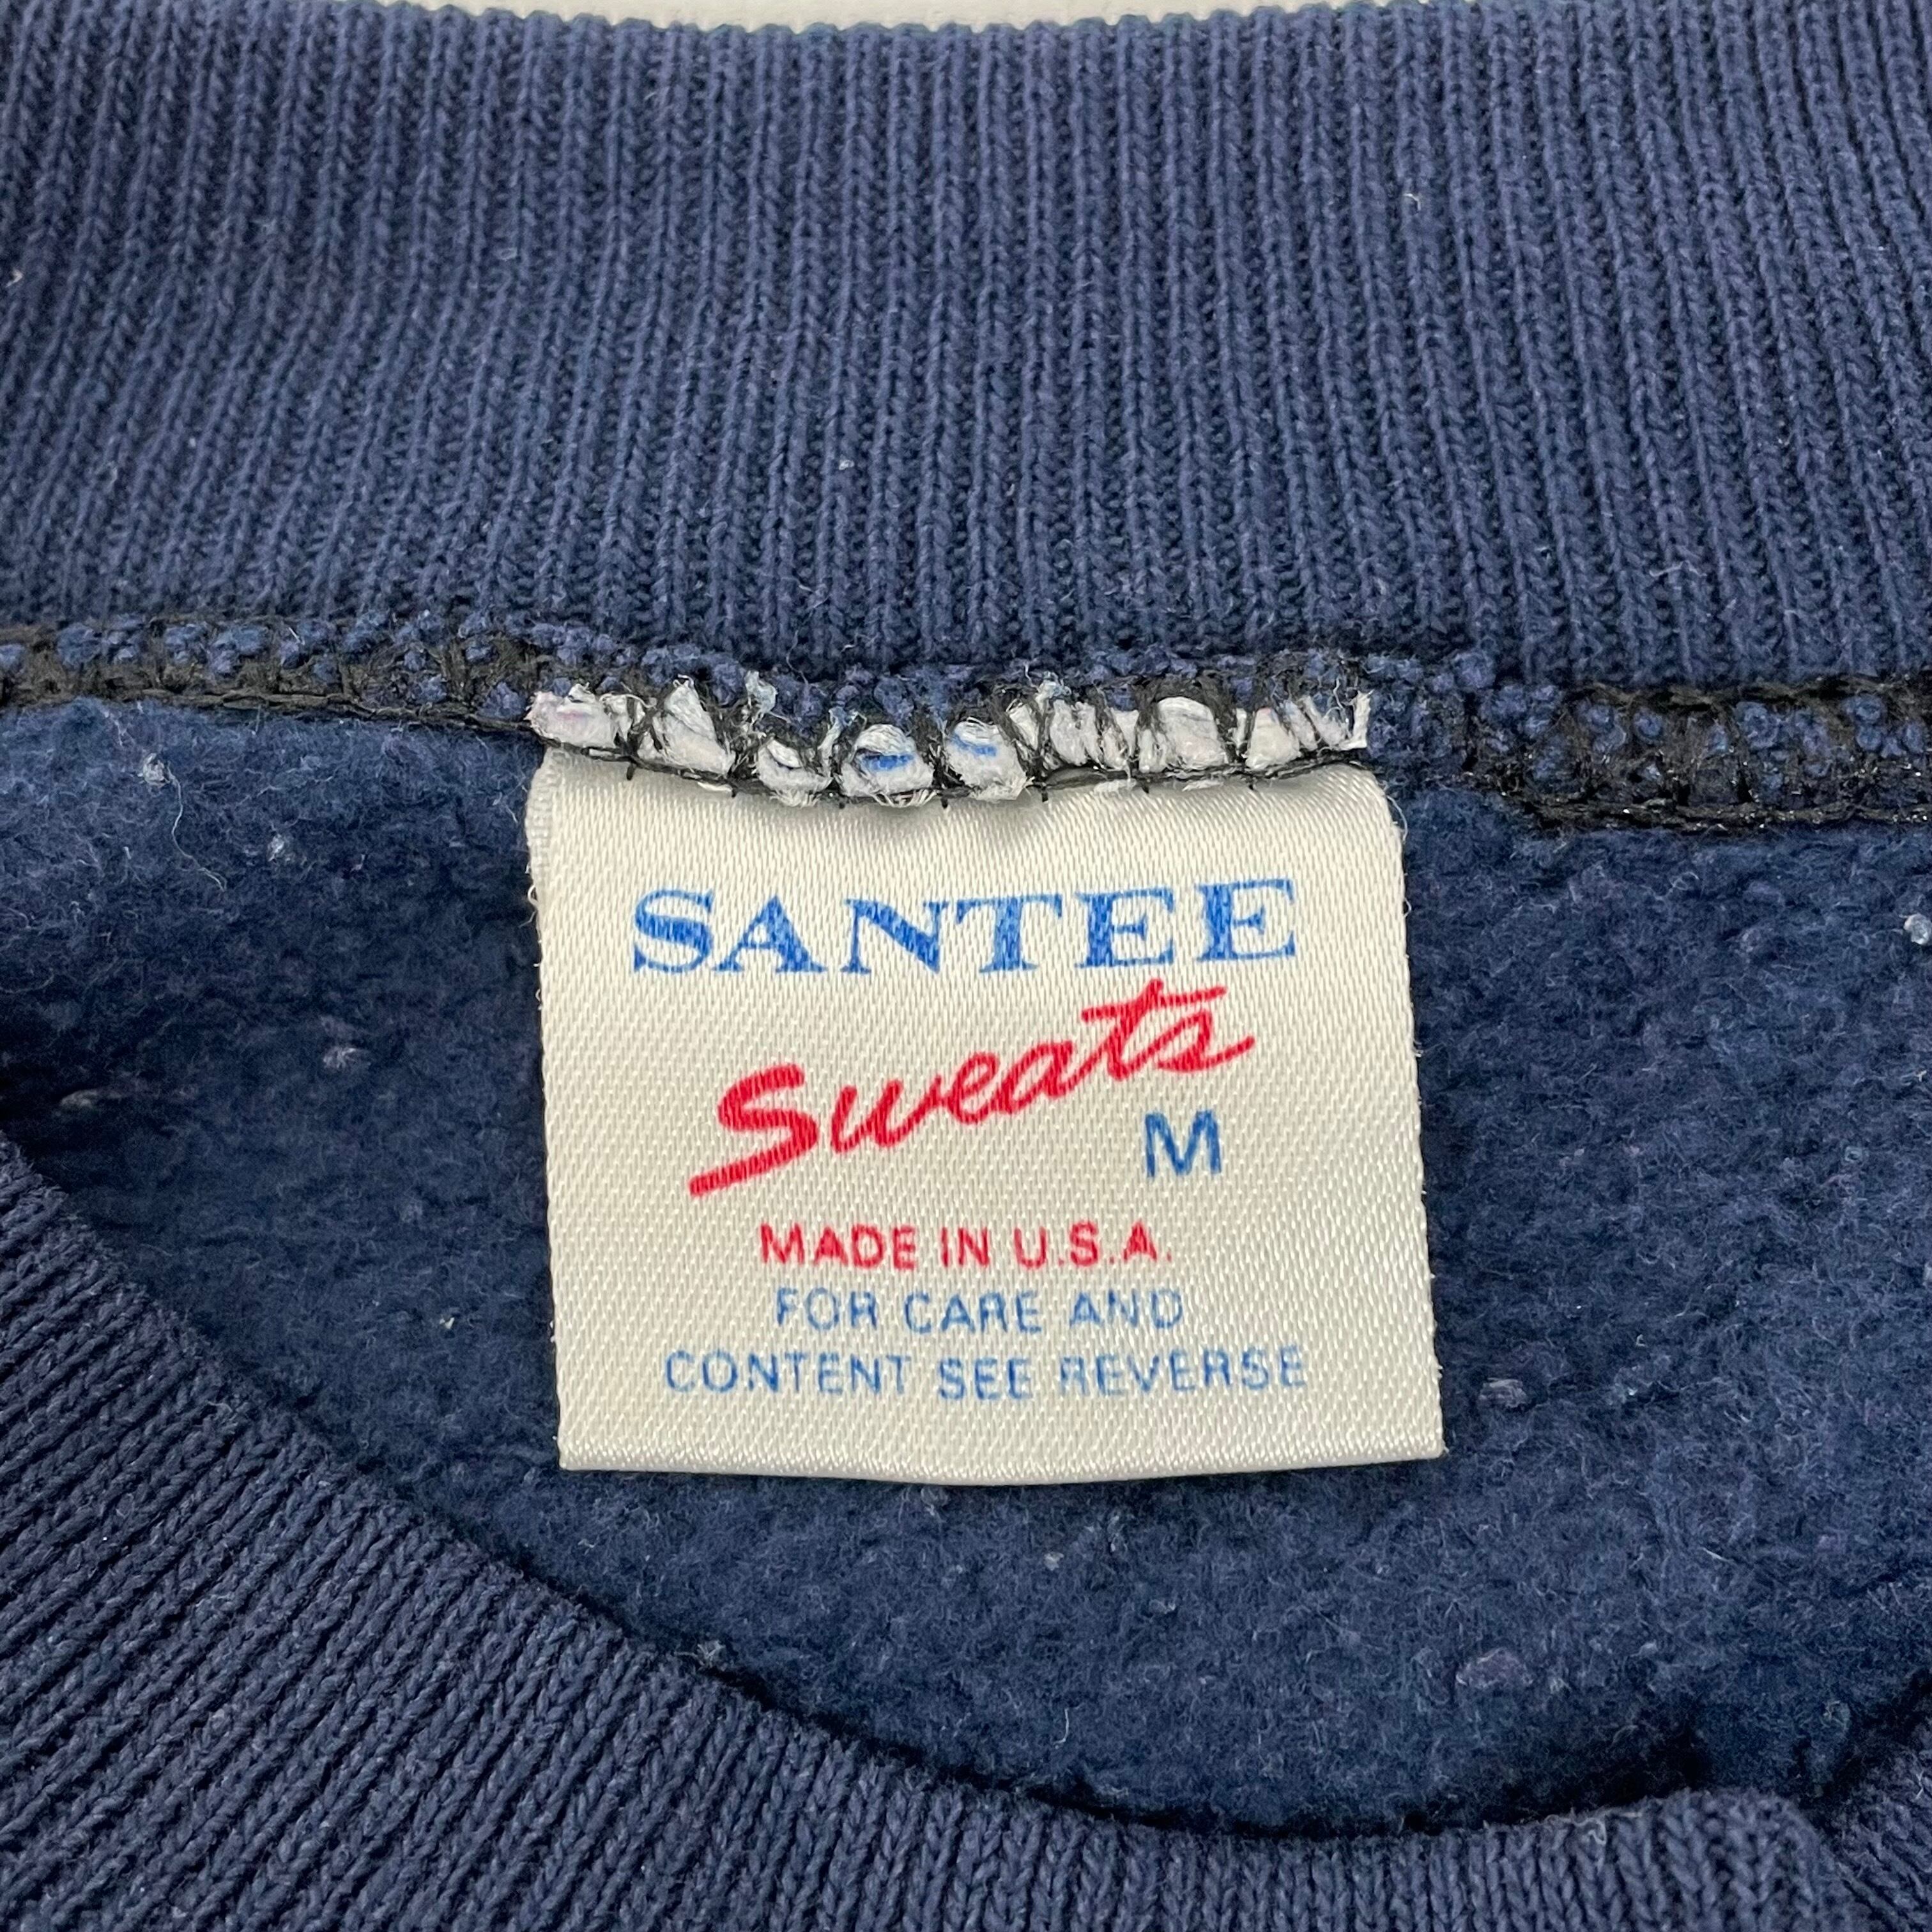 SANTEE
Sweats
M
MADE IN U.S.A.
FOR CARE AND
CONTENT SEE REVERSE